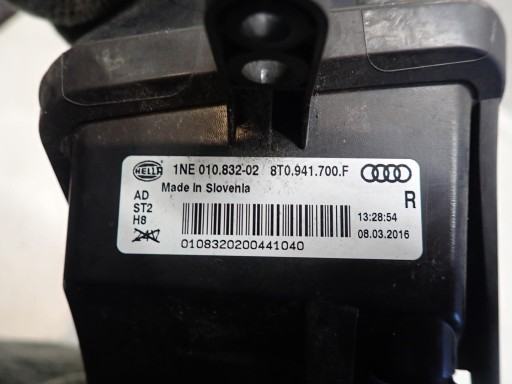 HELLA 1NE 010.832-02 8T0.941.700.F
Made in Slovenia
AD
ST2
H8
R
13:28:54
08.03.2016
0108320200441040